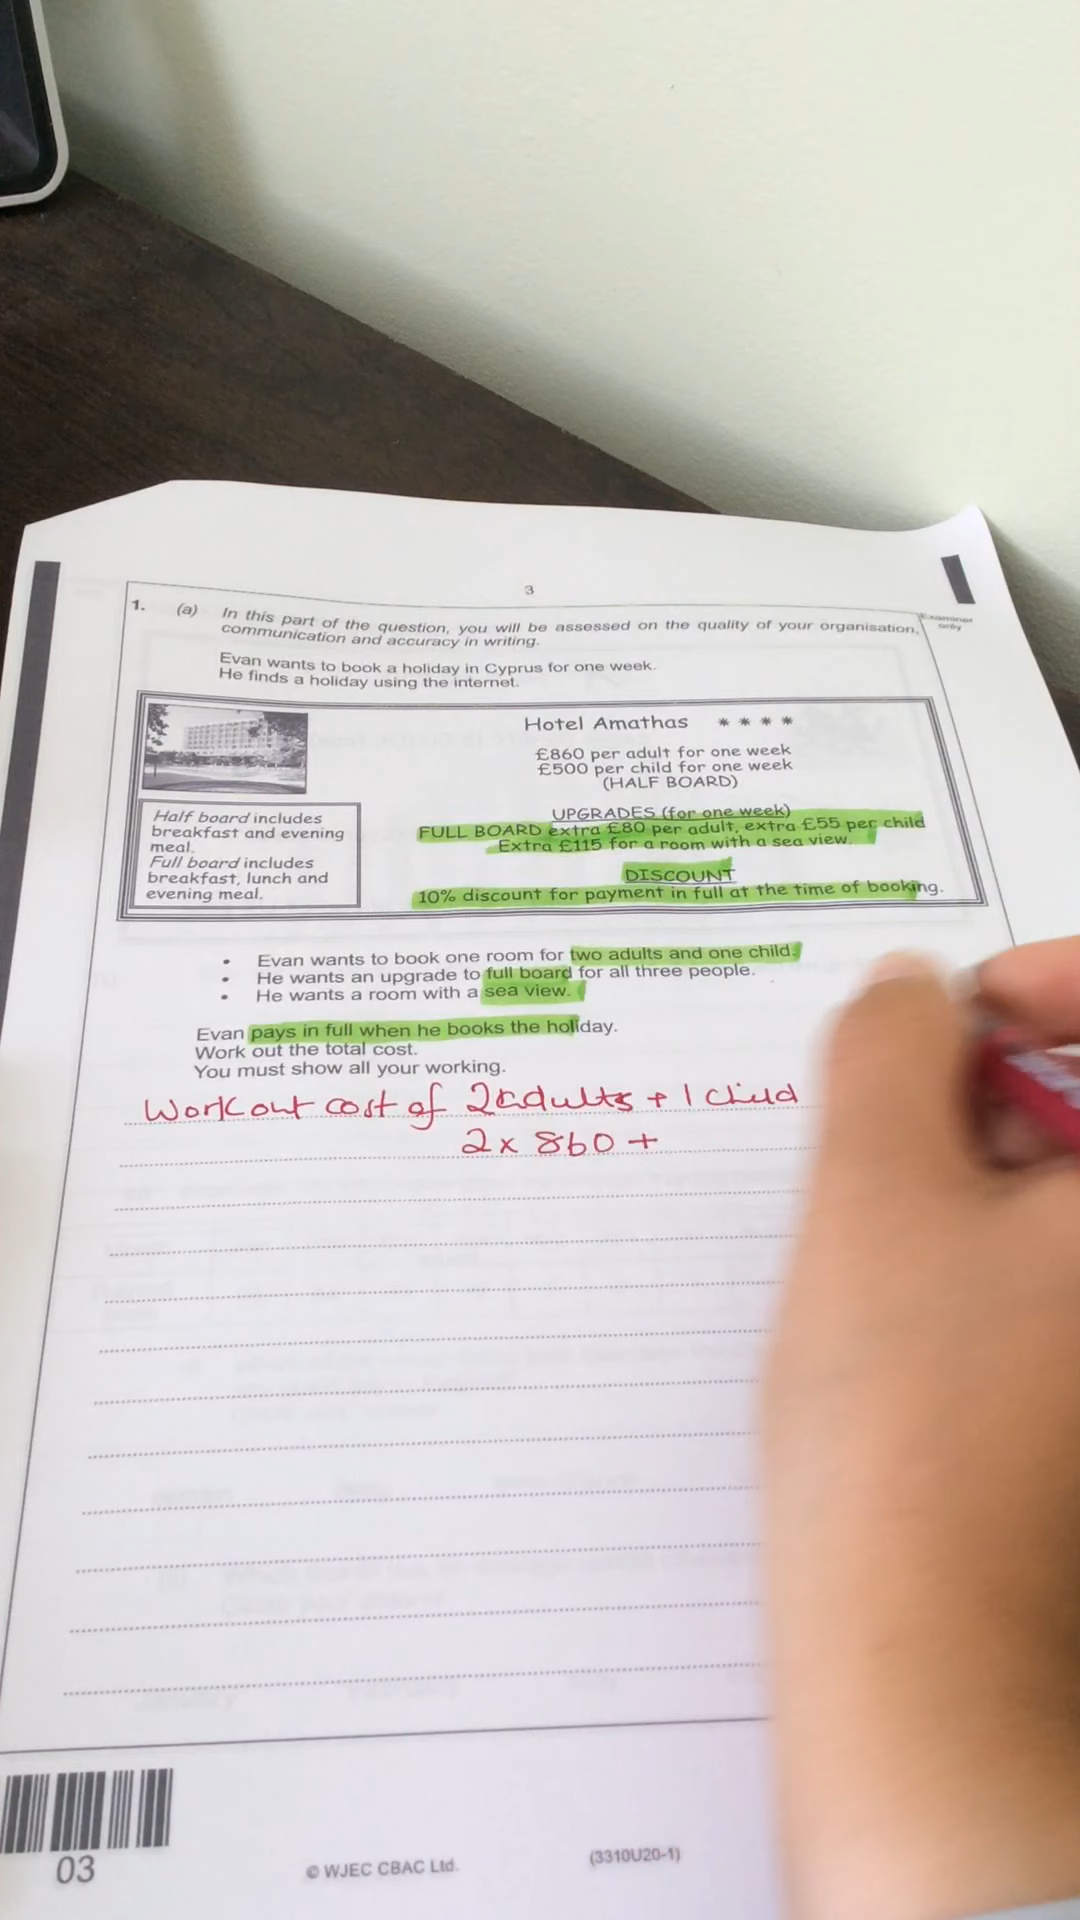 3
1. (a) In this part of the question, you will be assessed on the quality of your organisation,
communication and accuracy in writing.
Examiner
only
Evan wants to book a holiday in Cyprus for one week.
He finds a holiday using the internet.
Hotel Amathas ****
£860 per adult for one week
£500 per child for one week
(HALF BOARD)
Half board includes
breakfast and evening
meal.
Full board includes
breakfast, lunch and
evening meal.
UPGRADES (for one week)
FULL BOARD extra £80 per adult, extra £55 per child
Extra £115 for a room with a sea view.
DISCOUNT
10% discount for payment in full at the time of booking.
• Evan wants to book one room for two adults and one child.
• He wants an upgrade to full board for all three people.
• He wants a room with a sea view.
Evan pays in full when he books the holiday.
Work out the total cost.
You must show all your working.
Work out cost of 2 adults + 1 child
2 x 860 +
03
© WJEC CBAC Ltd.
(3310U20-1)